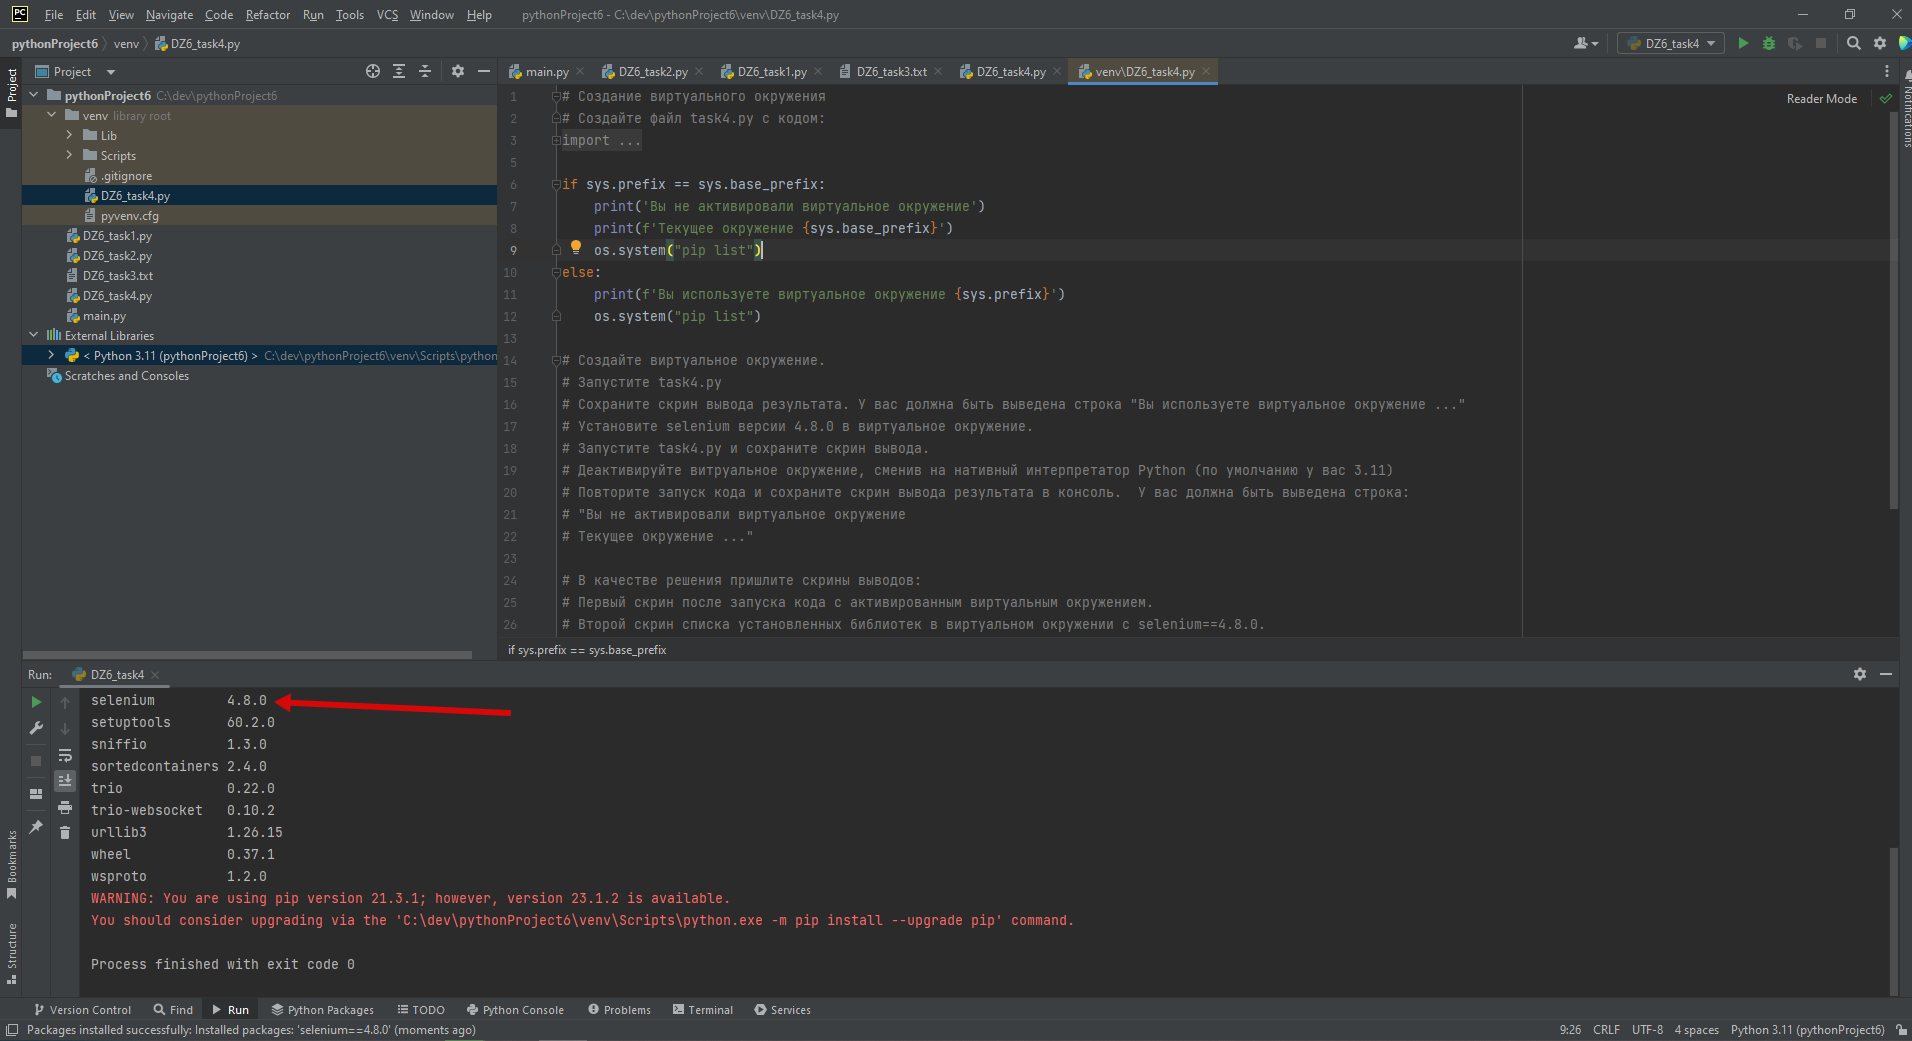 PC File Edit View Navigate Code Refactor Run Tools VCS Window Help pythonProject6 - C:\dev\pythonProject6\venv\DZ6_task4.py
pythonProject6 venv DZ6_task4.py DZ6_task4
Project
Project
pythonProject6 C:\dev\pythonProject6
venv library root
Lib
Scripts
.gitignore
DZ6_task4.py
pyvenv.cfg
DZ6_task1.py
DZ6_task2.py
DZ6_task3.txt
DZ6_task4.py
main.py
External Libraries
< Python 3.11 (pythonProject6) > C:\dev\pythonProject6\venv\Scripts\python
Scratches and Consoles
main.py DZ6_task2.py DZ6_task1.py DZ6_task3.txt DZ6_task4.py venv\DZ6_task4.py
Reader Mode
Notifications
1 # Создание виртуального окружения
2 # Создайте файл task4.py с кодом:
3 import ...
5
6 if sys.prefix == sys.base_prefix:
7 print('Вы не активировали виртуальное окружение')
8 print(f'Текущее окружение {sys.base_prefix}')
9 os.system("pip list")
10 else:
11 print(f'Вы используете виртуальное окружение {sys.prefix}')
12 os.system("pip list")
13
14 # Создайте виртуальное окружение.
15 # Запустите task4.py
16 # Сохраните скрин вывода результата. У вас должна быть выведена строка "Вы используете виртуальное окружение ..."
17 # Установите selenium версии 4.8.0 в виртуальное окружение.
18 # Запустите task4.py и сохраните скрин вывода.
19 # Деактивируйте витруальное окружение, сменив на нативный интерпретатор Python (по умолчанию у вас 3.11)
20 # Повторите запуск кода и сохраните скрин вывода результата в консоль.  У вас должна быть выведена строка:
21 # "Вы не активировали виртуальное окружение
22 # Текущее окружение ..."
23
24 # В качестве решения пришлите скрины выводов:
25 # Первый скрин после запуска кода с активированным виртуальным окружением.
26 # Второй скрин списка установленных библиотек в виртуальном окружении с selenium==4.8.0.
if sys.prefix == sys.base_prefix
Run: DZ6_task4
selenium 4.8.0
setuptools 60.2.0
sniffio 1.3.0
sortedcontainers 2.4.0
trio 0.22.0
trio-websocket 0.10.2
urllib3 1.26.15
wheel 0.37.1
wsproto 1.2.0
WARNING: You are using pip version 21.3.1; however, version 23.1.2 is available.
You should consider upgrading via the 'C:\dev\pythonProject6\venv\Scripts\python.exe -m pip install --upgrade pip' command.
Process finished with exit code 0
Bookmarks
Structure
Version Control Find Run Python Packages TODO Python Console Problems Terminal Services
Packages installed successfully: Installed packages: 'selenium==4.8.0' (moments ago) 9:26 CRLF UTF-8 4 spaces Python 3.11 (pythonProject6)